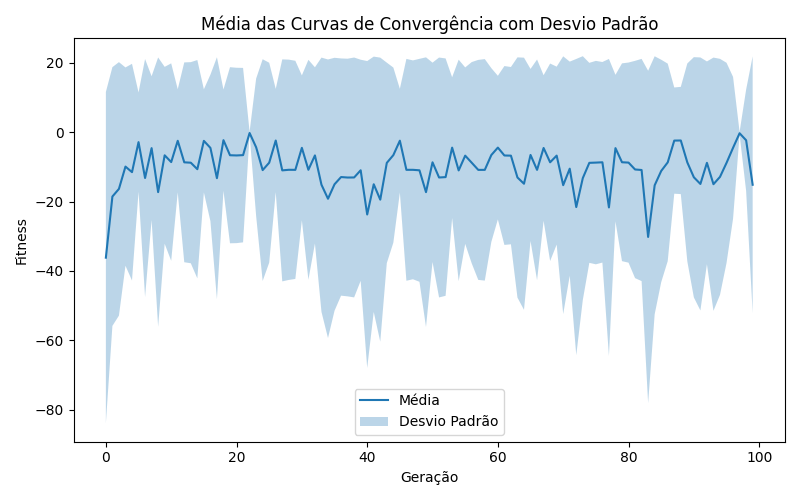 Média das Curvas de Convergência com Desvio Padrão
20
0
−20
−40
−60
−80
Fitness
Média
Desvio Padrão
0 20 40 60 80 100
Geração